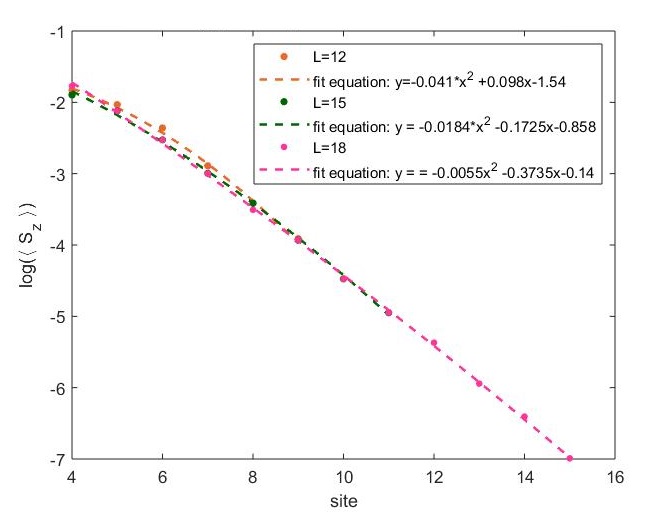 -1
-2
-3
-4
-5
-6
-7
log(⟨ S_z ⟩)
L=12
fit equation: y=-0.041*x^2 +0.098x-1.54
L=15
fit equation: y = -0.0184*x^2 -0.1725x-0.858
L=18
fit equation: y = = -0.0055x^2 -0.3735x-0.14
4 6 8 10 12 14 16
site